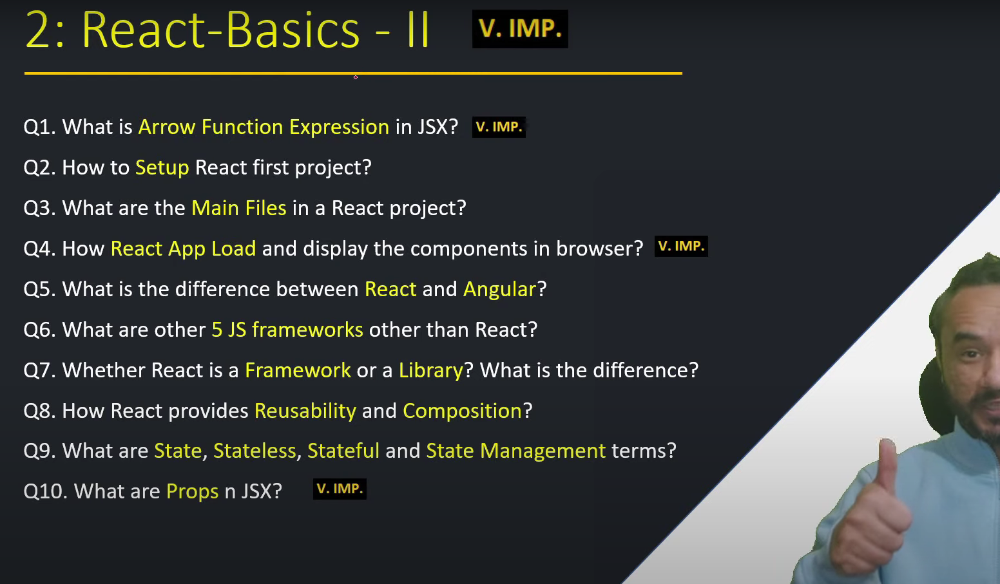 2: React-Basics - II V. IMP.
Q1. What is Arrow Function Expression in JSX? V. IMP.
Q2. How to Setup React first project?
Q3. What are the Main Files in a React project?
Q4. How React App Load and display the components in browser? V. IMP.
Q5. What is the difference between React and Angular?
Q6. What are other 5 JS frameworks other than React?
Q7. Whether React is a Framework or a Library? What is the difference?
Q8. How React provides Reusability and Composition?
Q9. What are State, Stateless, Stateful and State Management terms?
Q10. What are Props n JSX? V. IMP.